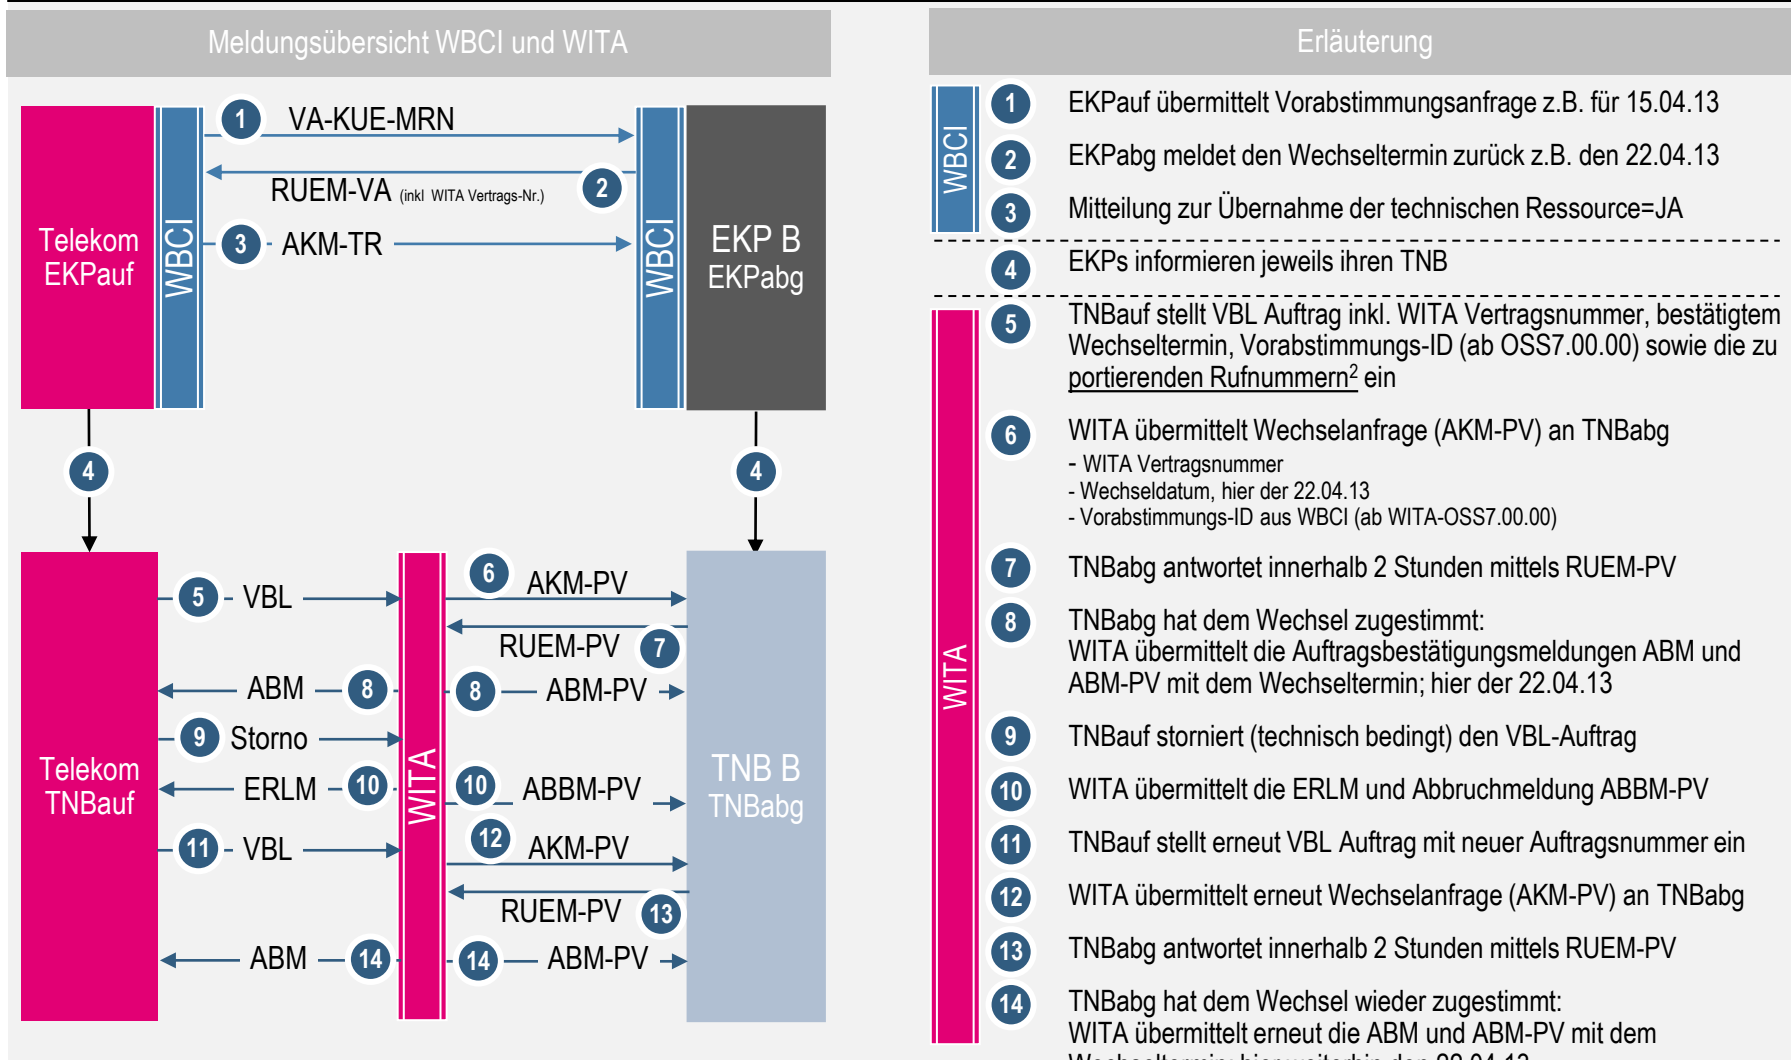 Meldungsübersicht WBCI und WITA
Telekom
EKPauf
WBCI
1
VA-KUE-MRN
RUEM-VA (inkl WITA Vertrags-Nr.)
2
3
AKM-TR
WBCI
EKP B
EKPabg
4
4
Telekom
TNBauf
WITA
TNB B
TNBabg
5 VBL
6 AKM-PV
RUEM-PV 7
ABM 8
8 ABM-PV
9 Storno
ERLM 10
10 ABBM-PV
11 VBL
12 AKM-PV
RUEM-PV 13
ABM 14
14 ABM-PV
Erläuterung
WBCI
1 EKPauf übermittelt Vorabstimmungsanfrage z.B. für 15.04.13
2 EKPabg meldet den Wechseltermin zurück z.B. den 22.04.13
3 Mitteilung zur Übernahme der technischen Ressource=JA
4 EKPs informieren jeweils ihren TNB
WITA
5 TNBauf stellt VBL Auftrag inkl. WITA Vertragsnummer, bestätigtem
Wechseltermin, Vorabstimmungs-ID (ab OSS7.00.00) sowie die zu
portierenden Rufnummern² ein
6 WITA übermittelt Wechselanfrage (AKM-PV) an TNBabg
- WITA Vertragsnummer
- Wechseldatum, hier der 22.04.13
- Vorabstimmungs-ID aus WBCI (ab WITA-OSS7.00.00)
7 TNBabg antwortet innerhalb 2 Stunden mittels RUEM-PV
8 TNBabg hat dem Wechsel zugestimmt:
WITA übermittelt die Auftragsbestätigungsmeldungen ABM und
ABM-PV mit dem Wechseltermin; hier der 22.04.13
9 TNBauf storniert (technisch bedingt) den VBL-Auftrag
10 WITA übermittelt die ERLM und Abbruchmeldung ABBM-PV
11 TNBauf stellt erneut VBL Auftrag mit neuer Auftragsnummer ein
12 WITA übermittelt erneut Wechselanfrage (AKM-PV) an TNBabg
13 TNBabg antwortet innerhalb 2 Stunden mittels RUEM-PV
14 TNBabg hat dem Wechsel wieder zugestimmt:
WITA übermittelt erneut die ABM und ABM-PV mit dem
Wechseltermin; hier weiterhin den 22.04.13